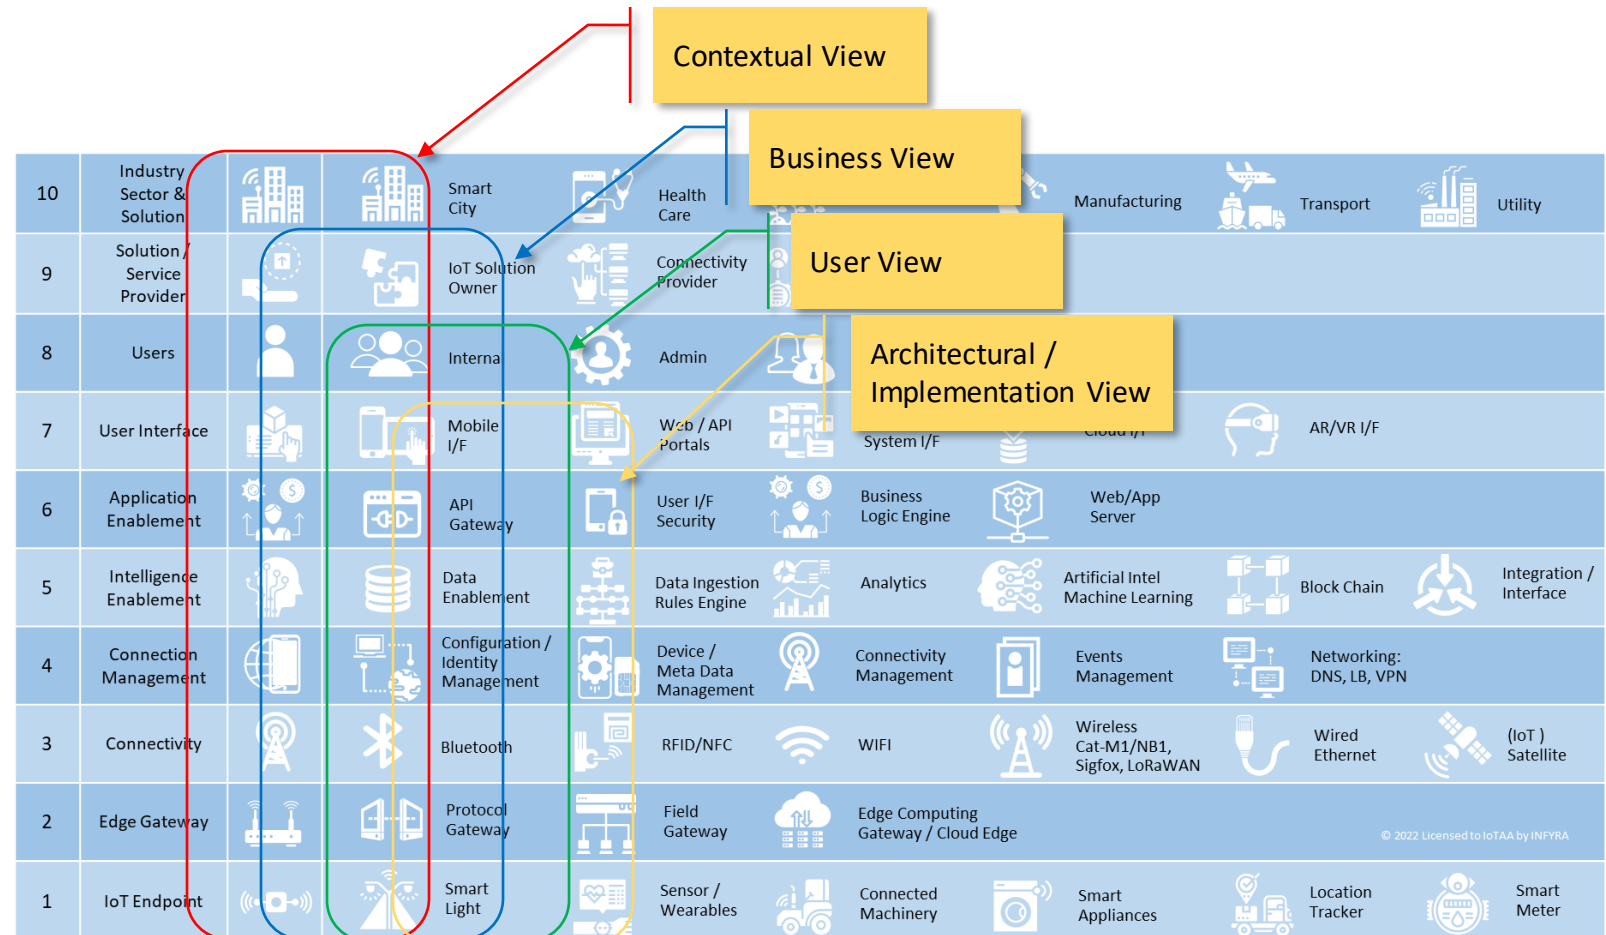 Contextual View
Business View
User View
Architectural /
Implementation View
10
Industry
Sector &
Solution
Smart
City
Health
Care
Manufacturing
Transport
Utility
9
Solution /
Service
Provider
IoT Solution
Owner
Connectivity
Provider
8
Users
Interna
Admin
7
User Interface
Mobile
I/F
Web / API
Portals
System I/F
Cloud I/F
AR/VR I/F
6
Application
Enablement
API
Gateway
User I/F
Security
Business
Logic Engine
Web/App
Server
5
Intelligence
Enablement
Data
Enablement
Data Ingestion
Rules Engine
Analytics
Artificial Intel
Machine Learning
Block Chain
Integration /
Interface
4
Connection
Management
Configuration /
Identity
Management
Device /
Meta Data
Management
Connectivity
Management
Events
Management
Networking:
DNS, LB, VPN
3
Connectivity
Bluetooth
RFID/NFC
WIFI
Wireless
Cat-M1/NB1,
Sigfox, LoRaWAN
Wired
Ethernet
(IoT )
Satellite
2
Edge Gateway
Protocol
Gateway
Field
Gateway
Edge Computing
Gateway / Cloud Edge
© 2022 Licensed to IoTAA by INFYRA
1
IoT Endpoint
Smart
Light
Sensor /
Wearables
Connected
Machinery
Smart
Appliances
Location
Tracker
Smart
Meter